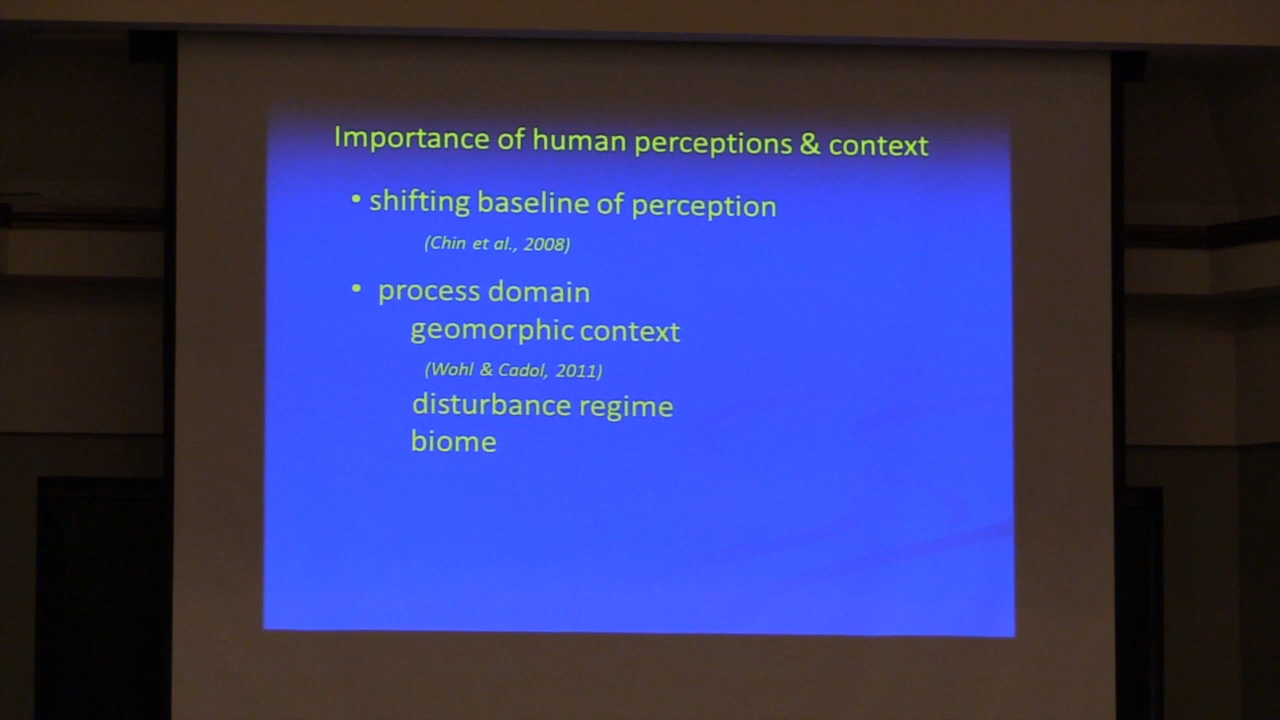 Importance of human perceptions & context
• shifting baseline of perception
(Chin et al., 2008)
• process domain
geomorphic context
(Wohl & Cadol, 2011)
disturbance regime
biome